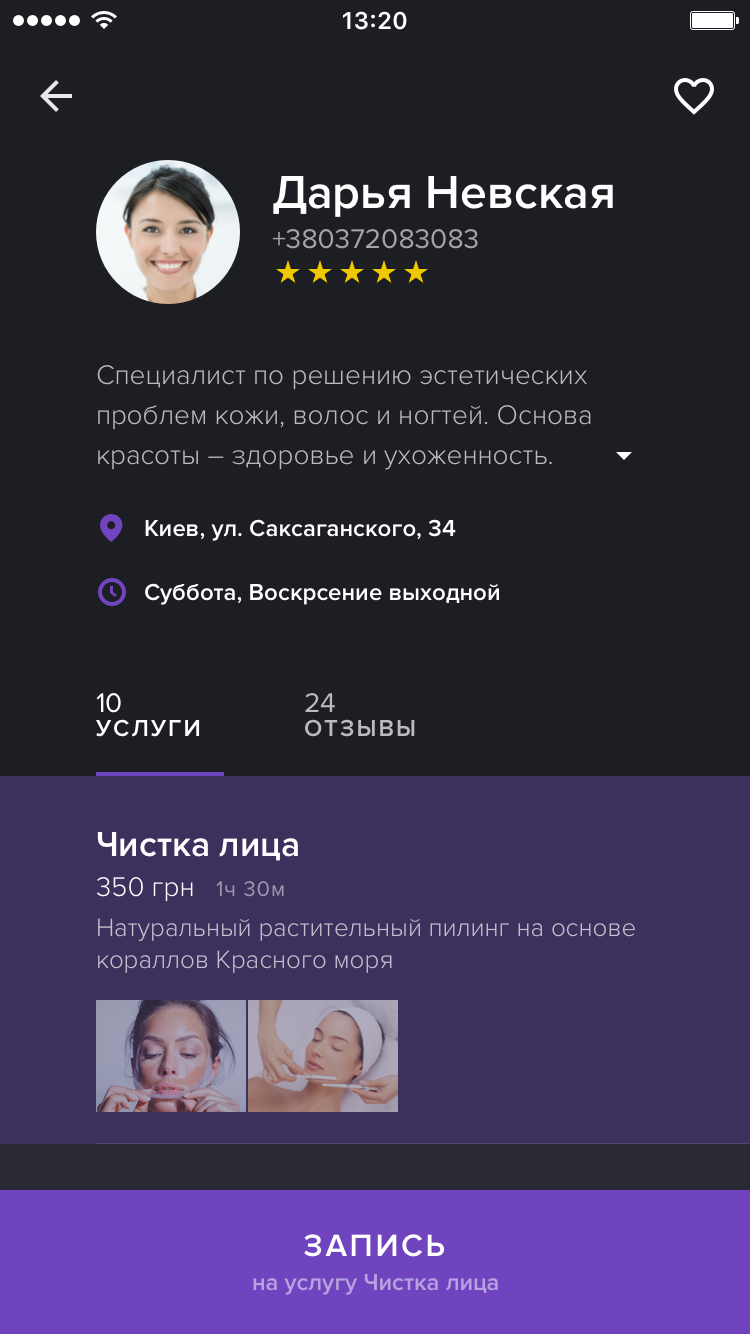 13:20
Дарья Невская
+380372083083
Специалист по решению эстетических
проблем кожи, волос и ногтей. Основа
красоты – здоровье и ухоженность.
Киев, ул. Саксаганского, 34
Суббота, Воскрсение выходной
10
УСЛУГИ
24
ОТЗЫВЫ
Чистка лица
350 грн 1ч 30м
Натуральный растительный пилинг на основе
кораллов Красного моря
ЗАПИСЬ
на услугу Чистка лица